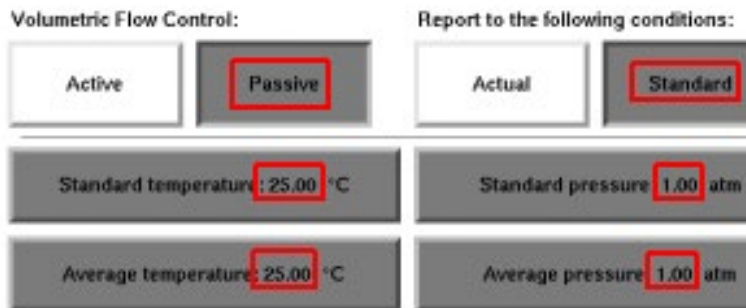 Volumetric Flow Control: Report to the following conditions:
Active Passive Actual Standard
Standard temperature: 25.00 °C Standard pressure 1.00 atm
Average temperature: 25.00 °C Average pressure 1.00 atm